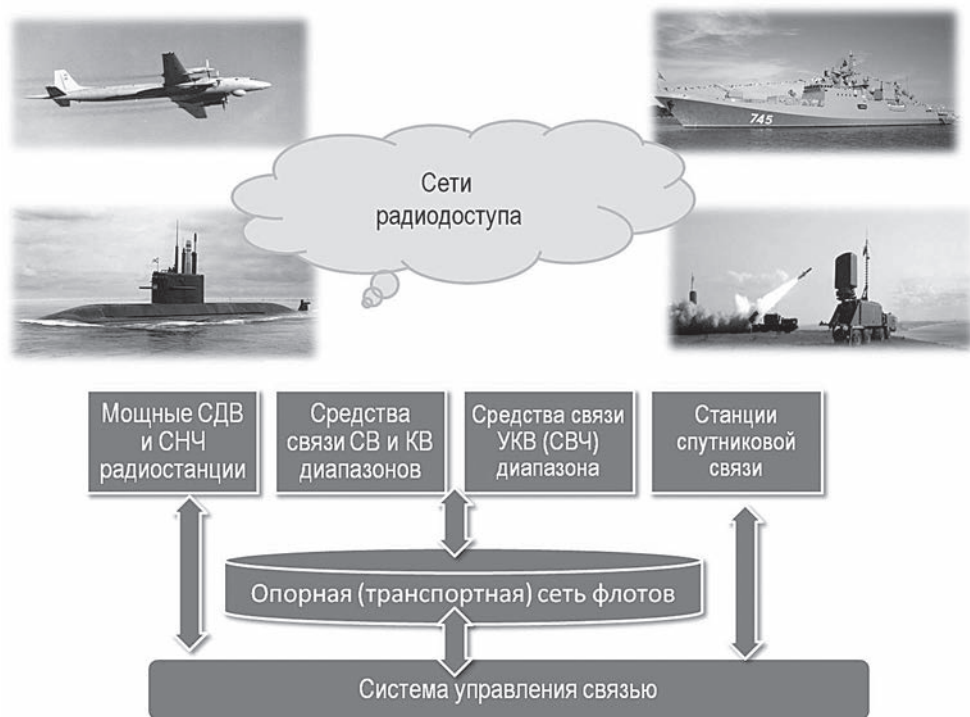 745
Сети
радиодоступа
Мощные СДВ
и СНЧ
радиостанции
Средства
связи СВ и КВ
диапазонов
Средства связи
УКВ (СВЧ)
диапазона
Станции
спутниковой
связи
Опорная (транспортная) сеть флотов
Система управления связью